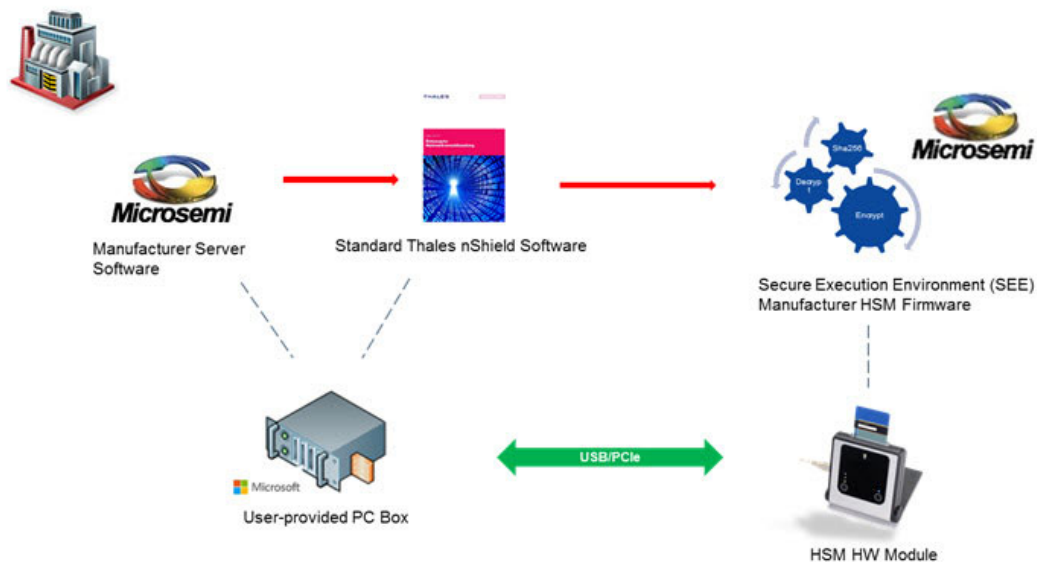 THALES
Sha256
Decryp
t
Encrypt
Microsemi
Microsemi
Manufacturer Server
Software
Standard Thales nShield Software
Secure Execution Environment (SEE)
Manufacturer HSM Firmware
USB/PCIe
Microsoft
User-provided PC Box
HSM HW Module